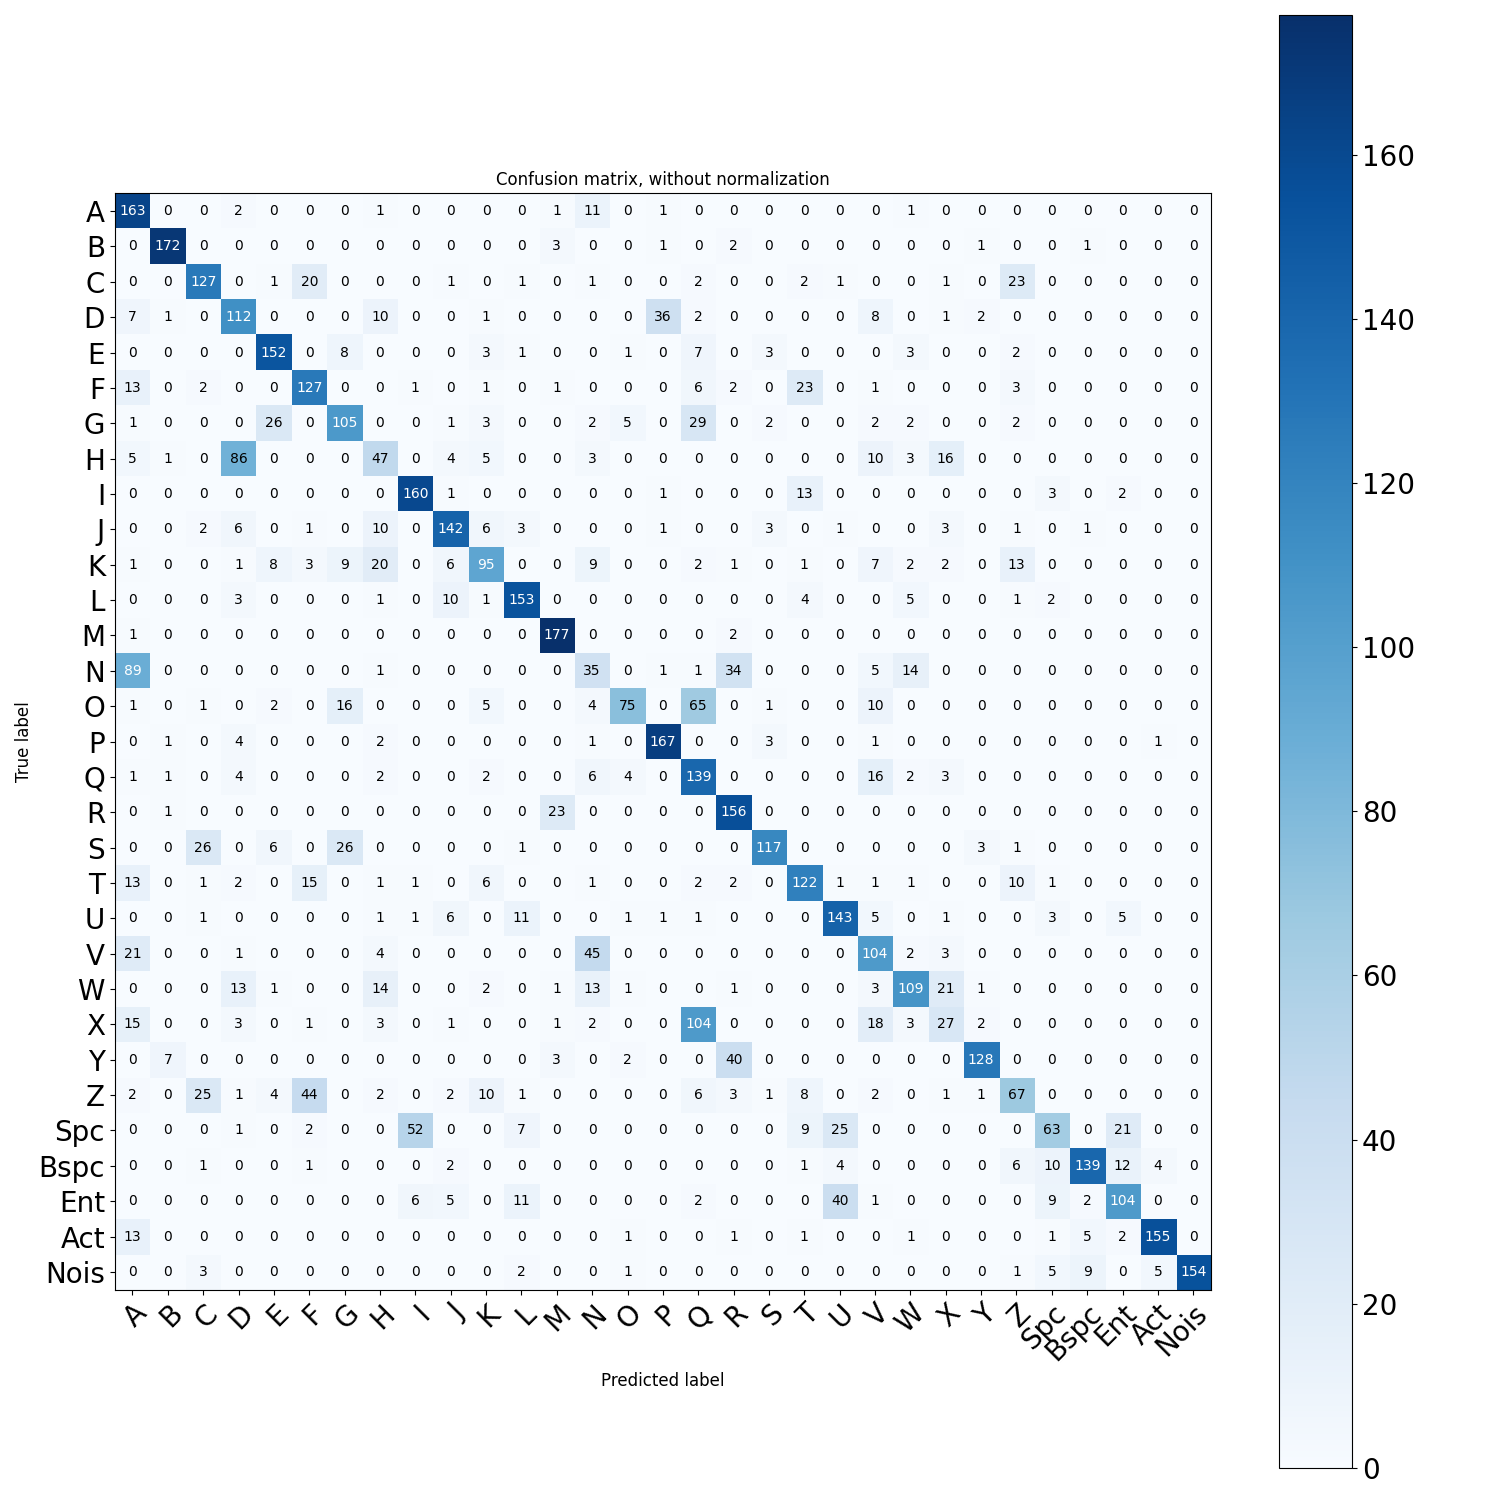 Confusion matrix, without normalization
A 163 0 0 2 0 0 0 1 0 0 0 0 1 11 0 1 0 0 0 0 0 0 1 0 0 0 0 0 0 0 0
B 0 172 0 0 0 0 0 0 0 0 0 0 3 0 0 1 0 2 0 0 0 0 0 0 1 0 0 1 0 0 0
C 0 0 127 0 1 20 0 0 0 1 0 1 0 1 0 0 2 0 0 2 1 0 0 1 0 23 0 0 0 0 0
D 7 1 0 112 0 0 0 10 0 0 1 0 0 0 0 36 2 0 0 0 0 8 0 1 2 0 0 0 0 0 0
E 0 0 0 0 152 0 8 0 0 0 3 1 0 0 1 0 7 0 3 0 0 0 3 0 0 2 0 0 0 0 0
F 13 0 2 0 0 127 0 0 1 0 1 0 1 0 0 0 6 2 0 23 0 1 0 0 0 3 0 0 0 0 0
G 1 0 0 0 26 0 105 0 0 1 3 0 0 2 5 0 29 0 2 0 0 2 2 0 0 2 0 0 0 0 0
H 5 1 0 86 0 0 0 47 0 4 5 0 0 3 0 0 0 0 0 0 0 10 3 16 0 0 0 0 0 0 0
I 0 0 0 0 0 0 0 0 160 1 0 0 0 0 0 1 0 0 0 13 0 0 0 0 0 0 3 0 2 0 0
J 0 0 2 6 0 1 0 10 0 142 6 3 0 0 0 1 0 0 3 0 1 0 0 3 0 1 0 1 0 0 0
K 1 0 0 1 8 3 9 20 0 6 95 0 0 9 0 0 2 1 0 1 0 7 2 2 0 13 0 0 0 0 0
L 0 0 0 3 0 0 0 1 0 10 1 153 0 0 0 0 0 0 0 4 0 0 5 0 0 1 2 0 0 0 0
M 1 0 0 0 0 0 0 0 0 0 0 0 177 0 0 0 0 2 0 0 0 0 0 0 0 0 0 0 0 0 0
N 89 0 0 0 0 0 0 1 0 0 0 0 0 35 0 1 1 34 0 0 0 5 14 0 0 0 0 0 0 0 0
O 1 0 1 0 2 0 16 0 0 0 5 0 0 4 75 0 65 0 1 0 0 10 0 0 0 0 0 0 0 0 0
P 0 1 0 4 0 0 0 2 0 0 0 0 0 1 0 167 0 0 3 0 0 1 0 0 0 0 0 0 0 1 0
Q 1 1 0 4 0 0 0 2 0 0 2 0 0 6 4 0 139 0 0 0 0 16 2 3 0 0 0 0 0 0 0
R 0 1 0 0 0 0 0 0 0 0 0 0 23 0 0 0 0 156 0 0 0 0 0 0 0 0 0 0 0 0 0
S 0 0 26 0 6 0 26 0 0 0 0 1 0 0 0 0 0 0 117 0 0 0 0 0 3 1 0 0 0 0 0
T 13 0 1 2 0 15 0 1 1 0 6 0 0 1 0 0 2 2 0 122 1 1 1 0 0 10 1 0 0 0 0
U 0 0 1 0 0 0 0 1 1 6 0 11 0 0 1 1 1 0 0 0 143 5 0 1 0 0 3 0 5 0 0
V 21 0 0 1 0 0 0 4 0 0 0 0 0 45 0 0 0 0 0 0 0 104 2 3 0 0 0 0 0 0 0
W 0 0 0 13 1 0 0 14 0 0 2 0 1 13 1 0 0 1 0 0 0 3 109 21 1 0 0 0 0 0 0
X 15 0 0 3 0 1 0 3 0 1 0 0 1 2 0 0 104 0 0 0 0 18 3 27 2 0 0 0 0 0 0
Y 0 7 0 0 0 0 0 0 0 0 0 0 3 0 2 0 0 40 0 0 0 0 0 0 128 0 0 0 0 0 0
Z 2 0 25 1 4 44 0 2 0 2 10 1 0 0 0 0 6 3 1 8 0 2 0 1 1 67 0 0 0 0 0
Spc 0 0 0 1 0 2 0 0 52 0 0 7 0 0 0 0 0 0 0 9 25 0 0 0 0 0 63 0 21 0 0
Bspc 0 0 1 0 0 1 0 0 0 2 0 0 0 0 0 0 0 0 0 1 4 0 0 0 0 6 10 139 12 4 0
Ent 0 0 0 0 0 0 0 0 6 5 0 11 0 0 0 0 2 0 0 0 40 1 0 0 0 0 9 2 104 0 0
Act 13 0 0 0 0 0 0 0 0 0 0 0 0 0 1 0 0 1 0 1 0 0 1 0 0 0 1 5 2 155 0
Nois 0 0 3 0 0 0 0 0 0 0 0 2 0 0 1 0 0 0 0 0 0 0 0 0 0 1 5 9 0 5 154
A B C D E F G H I J K L M N O P Q R S T U V W X Y Z Spc Bspc Ent Act Nois
Predicted label
True label
160
140
120
100
80
60
40
20
0